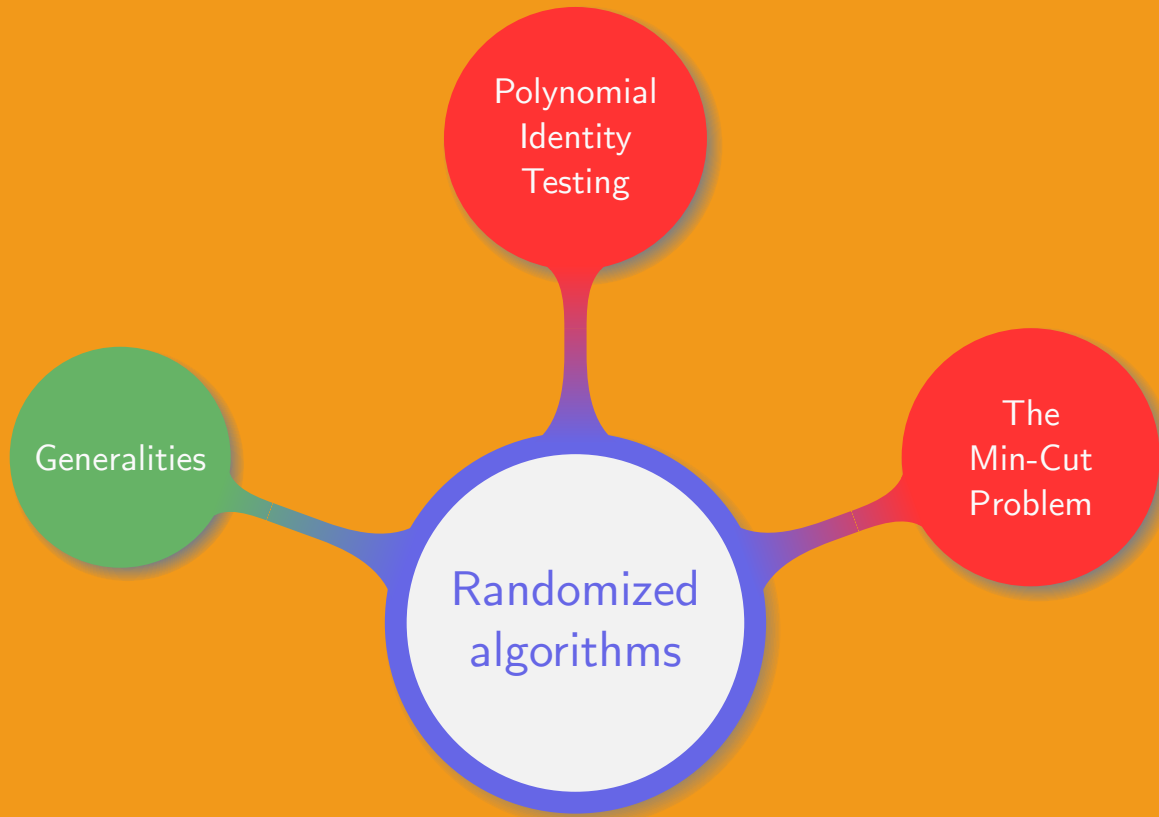 Polynomial
Identity
Testing
Generalities
The
Min-Cut
Problem
Randomized
algorithms